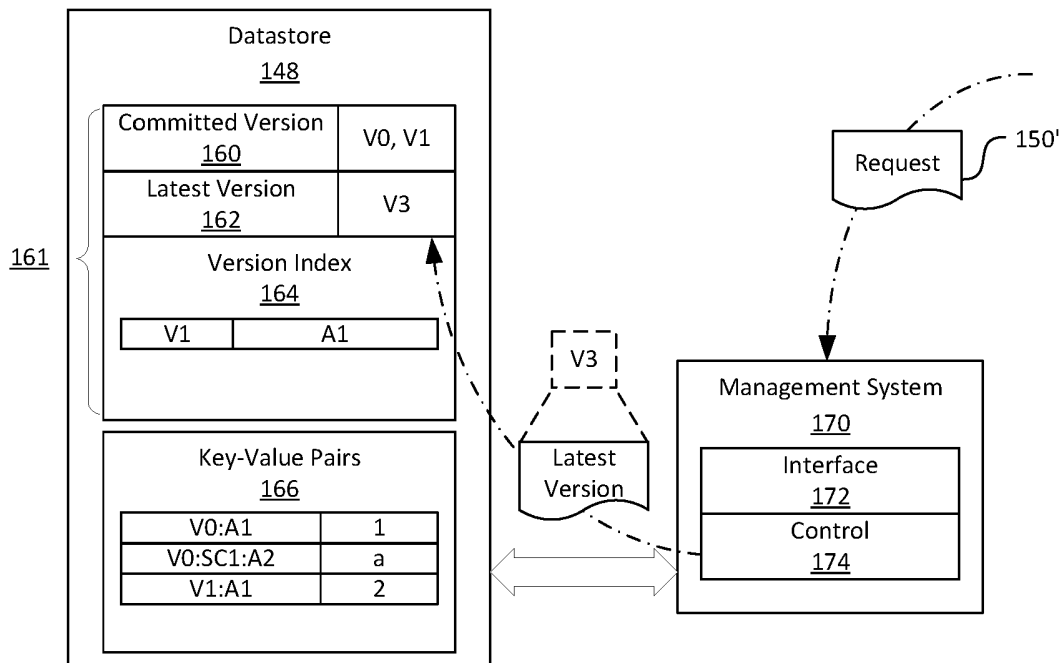 Datastore
148
Committed Version
160
V0, V1
Latest Version
162
V3
161
Version Index
164
V1
A1
Key-Value Pairs
166
V0:A1
1
V0:SC1:A2
a
V1:A1
2
V3
Latest
Version
Request
150'
Management System
170
Interface
172
Control
174